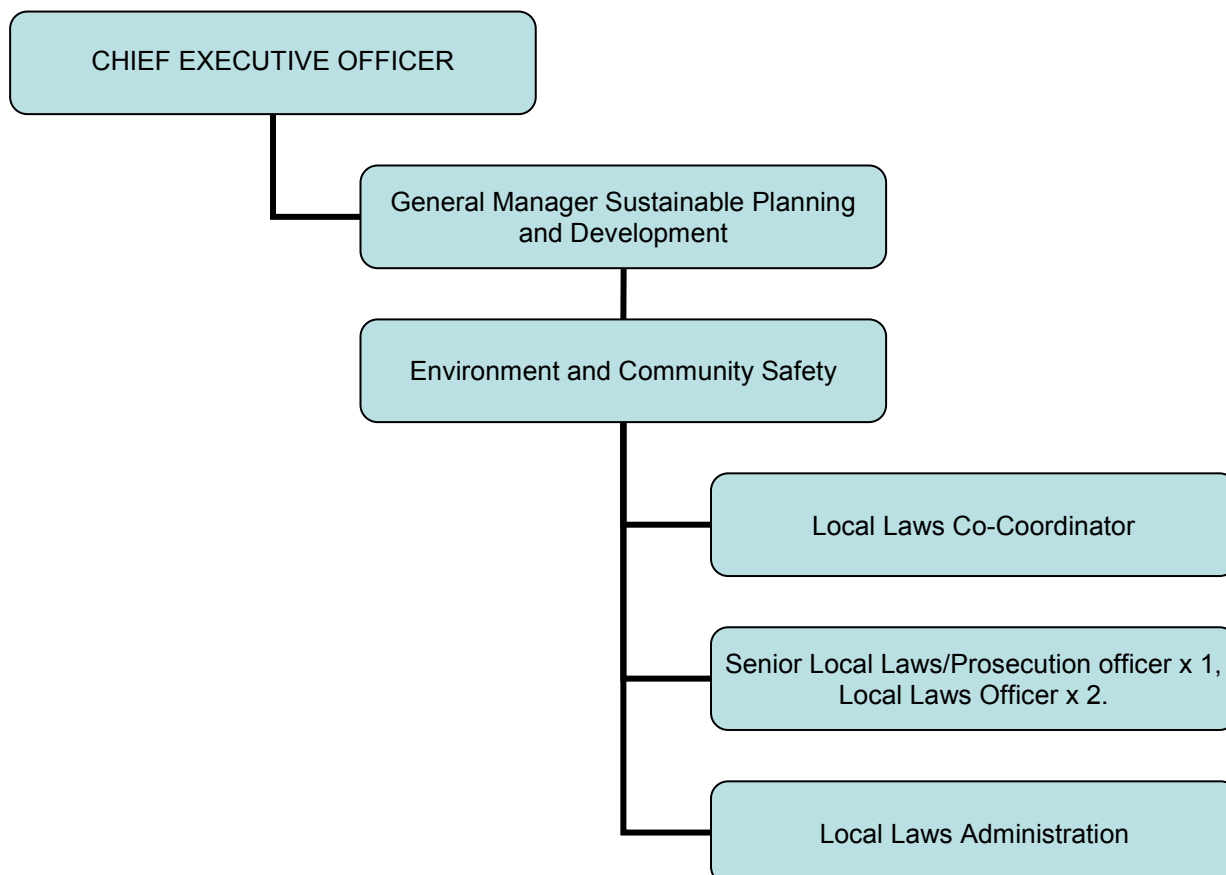 CHIEF EXECUTIVE OFFICER
General Manager Sustainable Planning
and Development
Environment and Community Safety
Local Laws Co-Coordinator
Senior Local Laws/Prosecution officer x 1,
Local Laws Officer x 2.
Local Laws Administration